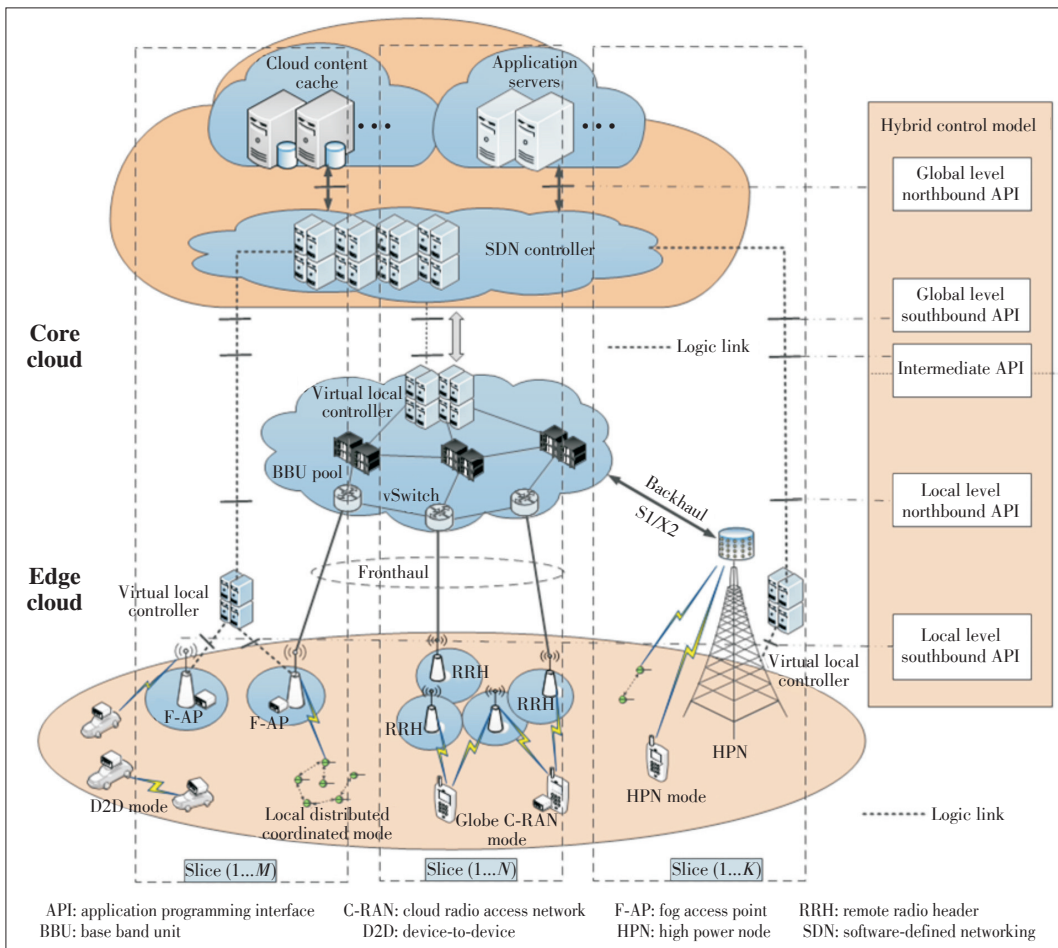 Cloud content
cache
Application
servers
Hybrid control model
Global level
northbound API
SDN controller
Global level
southbound API
Core
cloud
Logic link
Intermediate API
Virtual local
controller
BBU pool
vSwitch
Backhaul
S1/X2
Local level
northbound API
Fronthaul
Edge
cloud
Virtual local
controller
Local level
southbound API
Virtual local
controller
RRH
F-AP
F-AP
RRH
RRH
HPN
D2D mode
Local distributed
coordinated mode
Globe C-RAN
mode
HPN mode
Logic link
Slice (1...M)
Slice (1...N)
Slice (1...K)
API: application programming interface
C-RAN: cloud radio access network
F-AP: fog access point
RRH: remote radio header
BBU: base band unit
D2D: device-to-device
HPN: high power node
SDN: software-defined networking